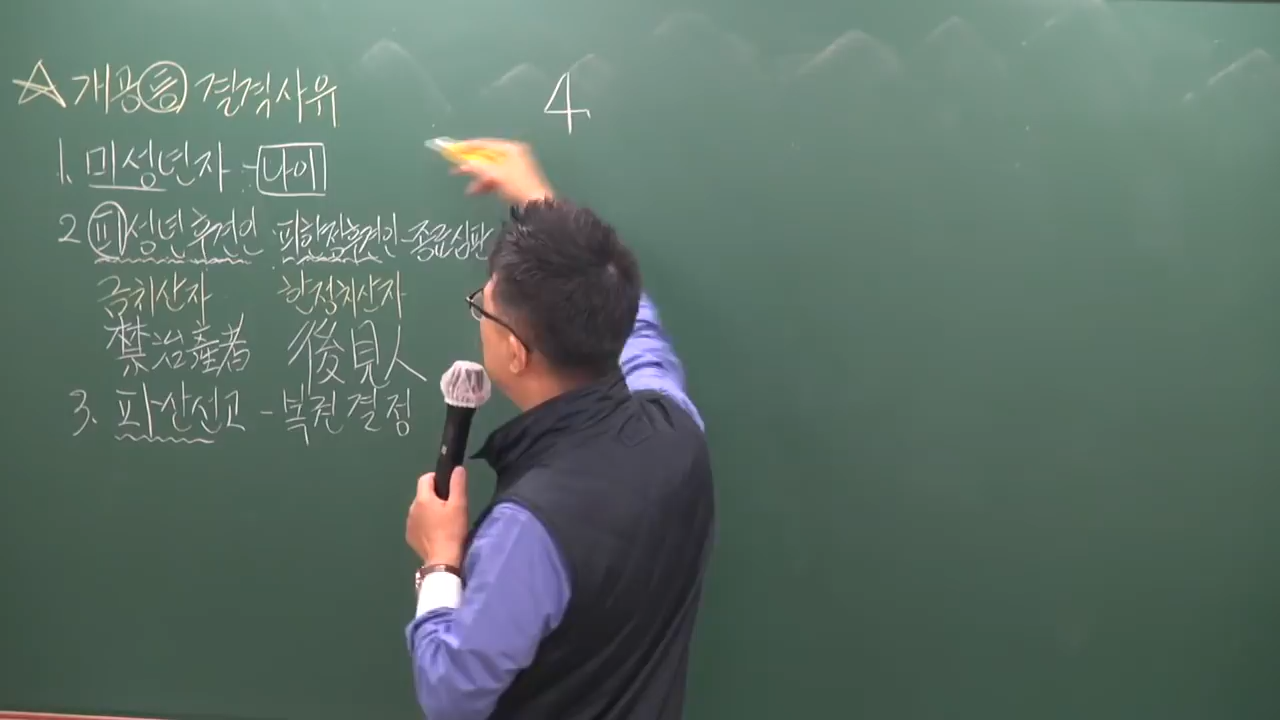 ☆ 개공등 결격사유
1. 미성년자 - 나이
2 피성년후견인 피한정후견인 - 종료심판
금치산자 한정치산자
禁治産者 後見人
3. 파산선고 - 복권결정
4